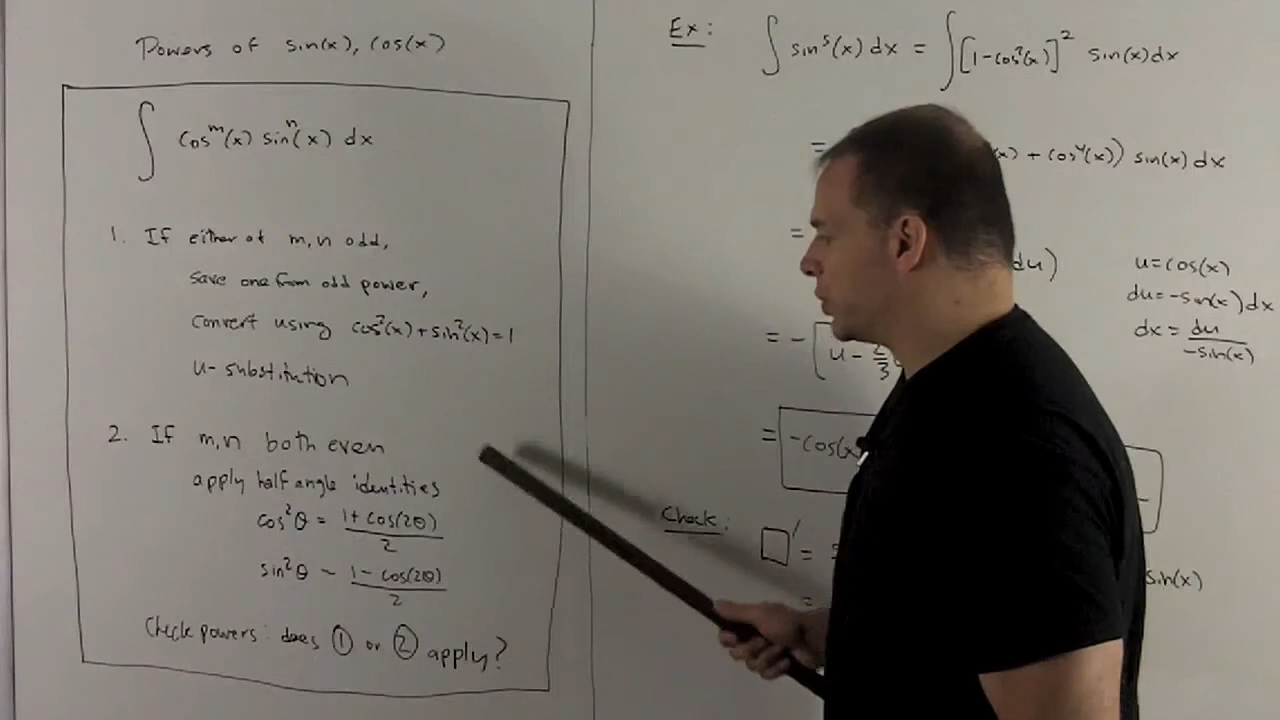 Powers of sin(x), cos(x)
∫ cosᵐ(x) sinⁿ(x) dx
1. If either of m,n odd,
save one from odd power,
convert using cos²(x)+sin²(x)=1
u-substitution
2. If m,n both even
apply half angle identities
cos²θ = (1+cos(2θ))/2
sin²θ = (1-cos(2θ))/2
Check powers: does ① or ② apply?
Ex: ∫ sin⁵(x) dx = ∫ [1-cos²(x)]² sin(x) dx
= (x) + cos⁴(x)) sin(x) dx
= du)
u=cos(x)
du=-sin(x) dx
dx = du/-sin(x)
= -[u - 2/3
= -cos(x
Check: □' =
= sin(x)